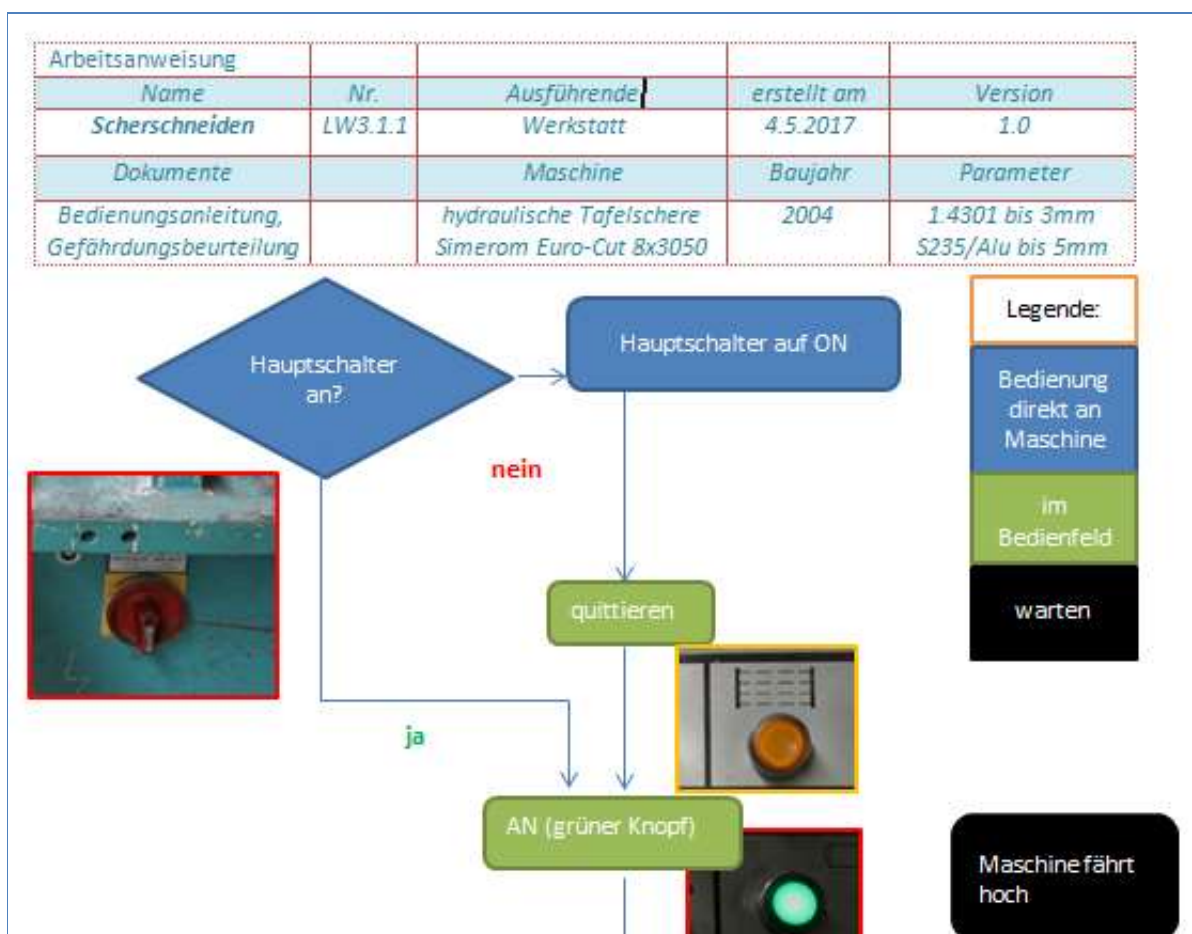 Arbeitsanweisung
Name Nr. Ausführende erstellt am Version
Scherschneiden LW3.1.1 Werkstatt 4.5.2017 1.0
Dokumente Maschine Baujahr Parameter
Bedienungsanleitung, hydraulische Tafelschere 2004 1.4301 bis 3mm
Gefährdungsbeurteilung Simerom Euro-Cut 8x3050 S235/Alu bis 5mm
Legende:
Hauptschalter
an?
Hauptschalter auf ON
Bedienung
direkt an
Maschine
nein
im
Bedienfeld
quittieren
warten
ja
AN (grüner Knopf)
Maschine fährt
hoch